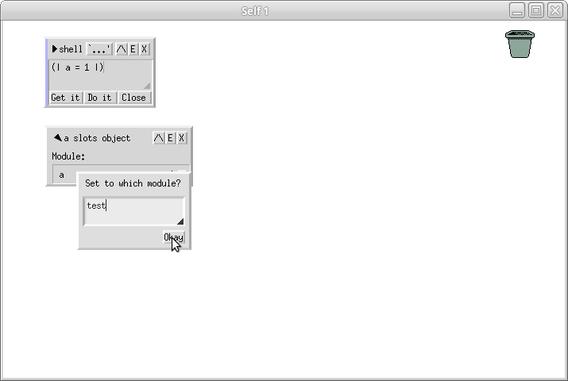 Self 1
shell '...' /\ E X
(| a = 1 |)
Get it Do it Close
a slots object /\ E X
Module:
a
Set to which module?
test
Okay